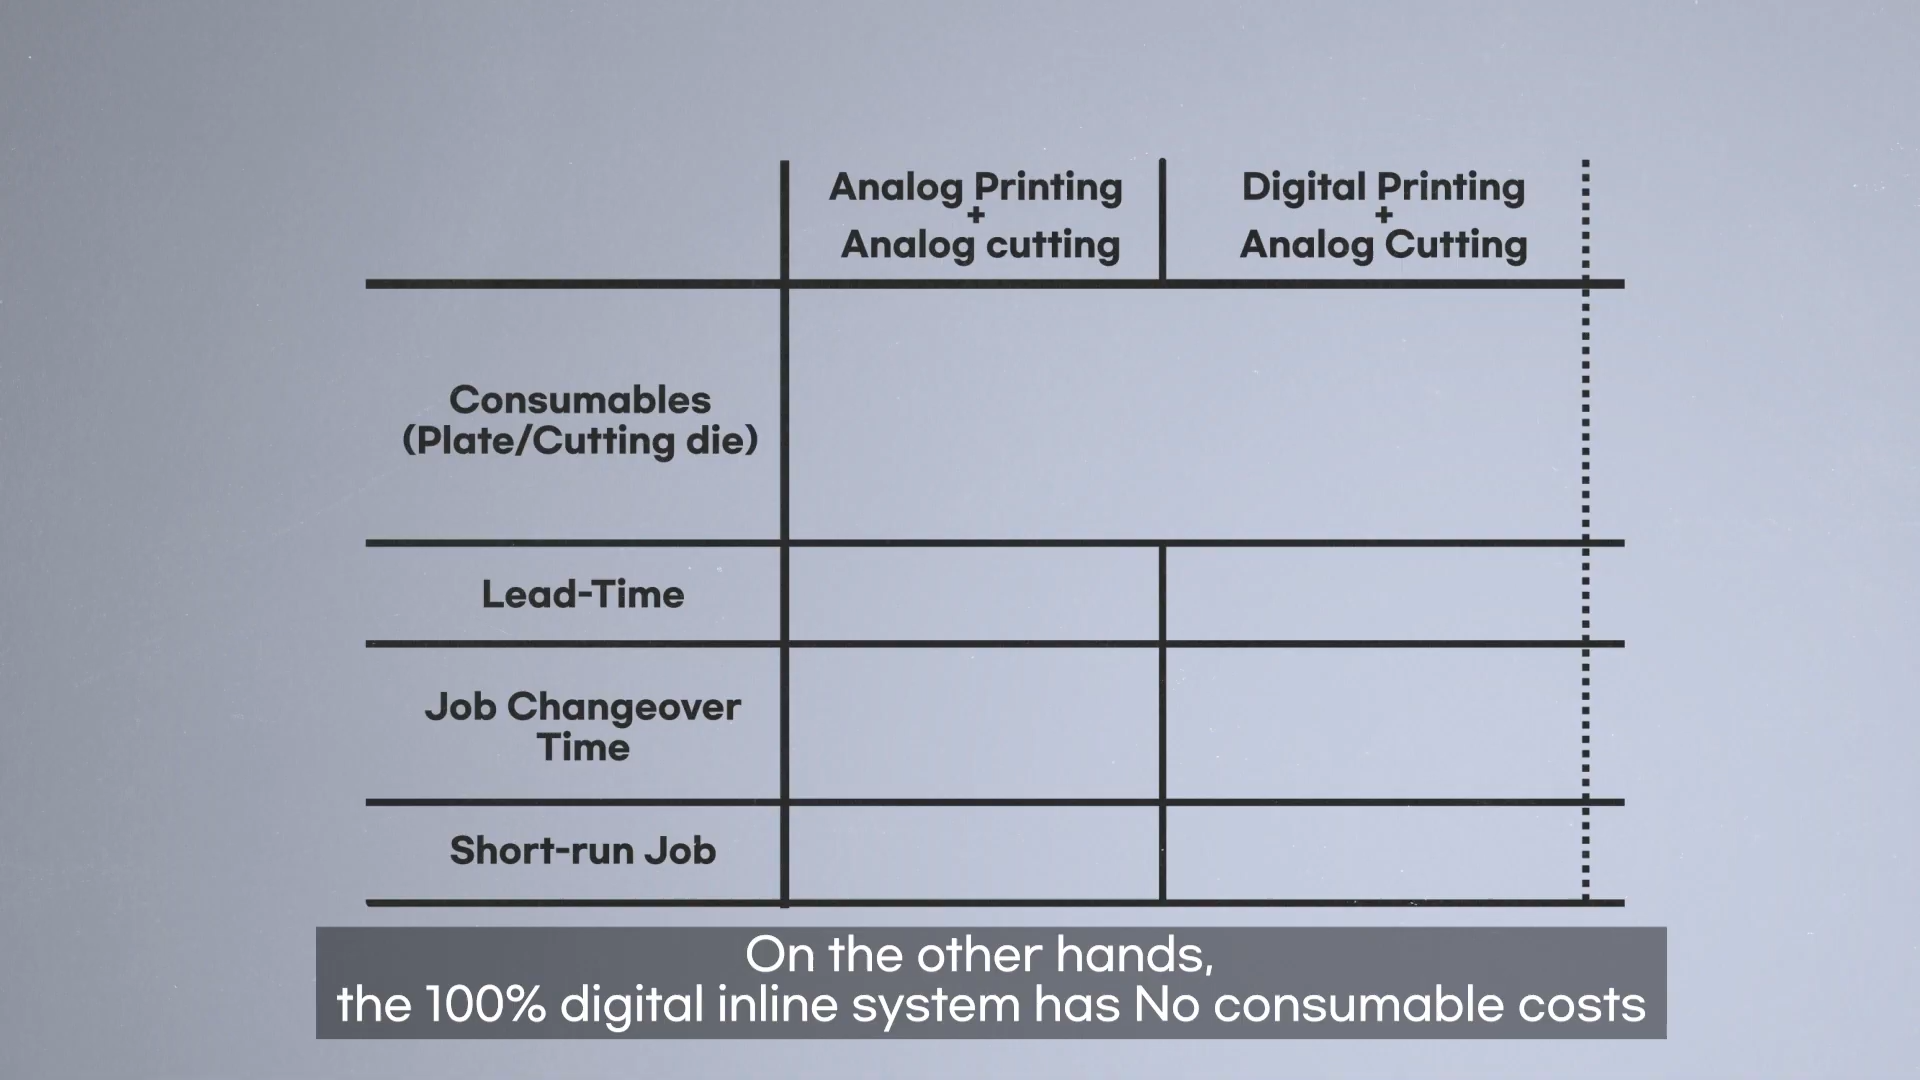 Analog Printing
+
Analog cutting
Digital Printing
+
Analog Cutting
Consumables
(Plate/Cutting die)
Lead-Time
Job Changeover
Time
Short-run Job
On the other hands,
the 100% digital inline system has No consumable costs